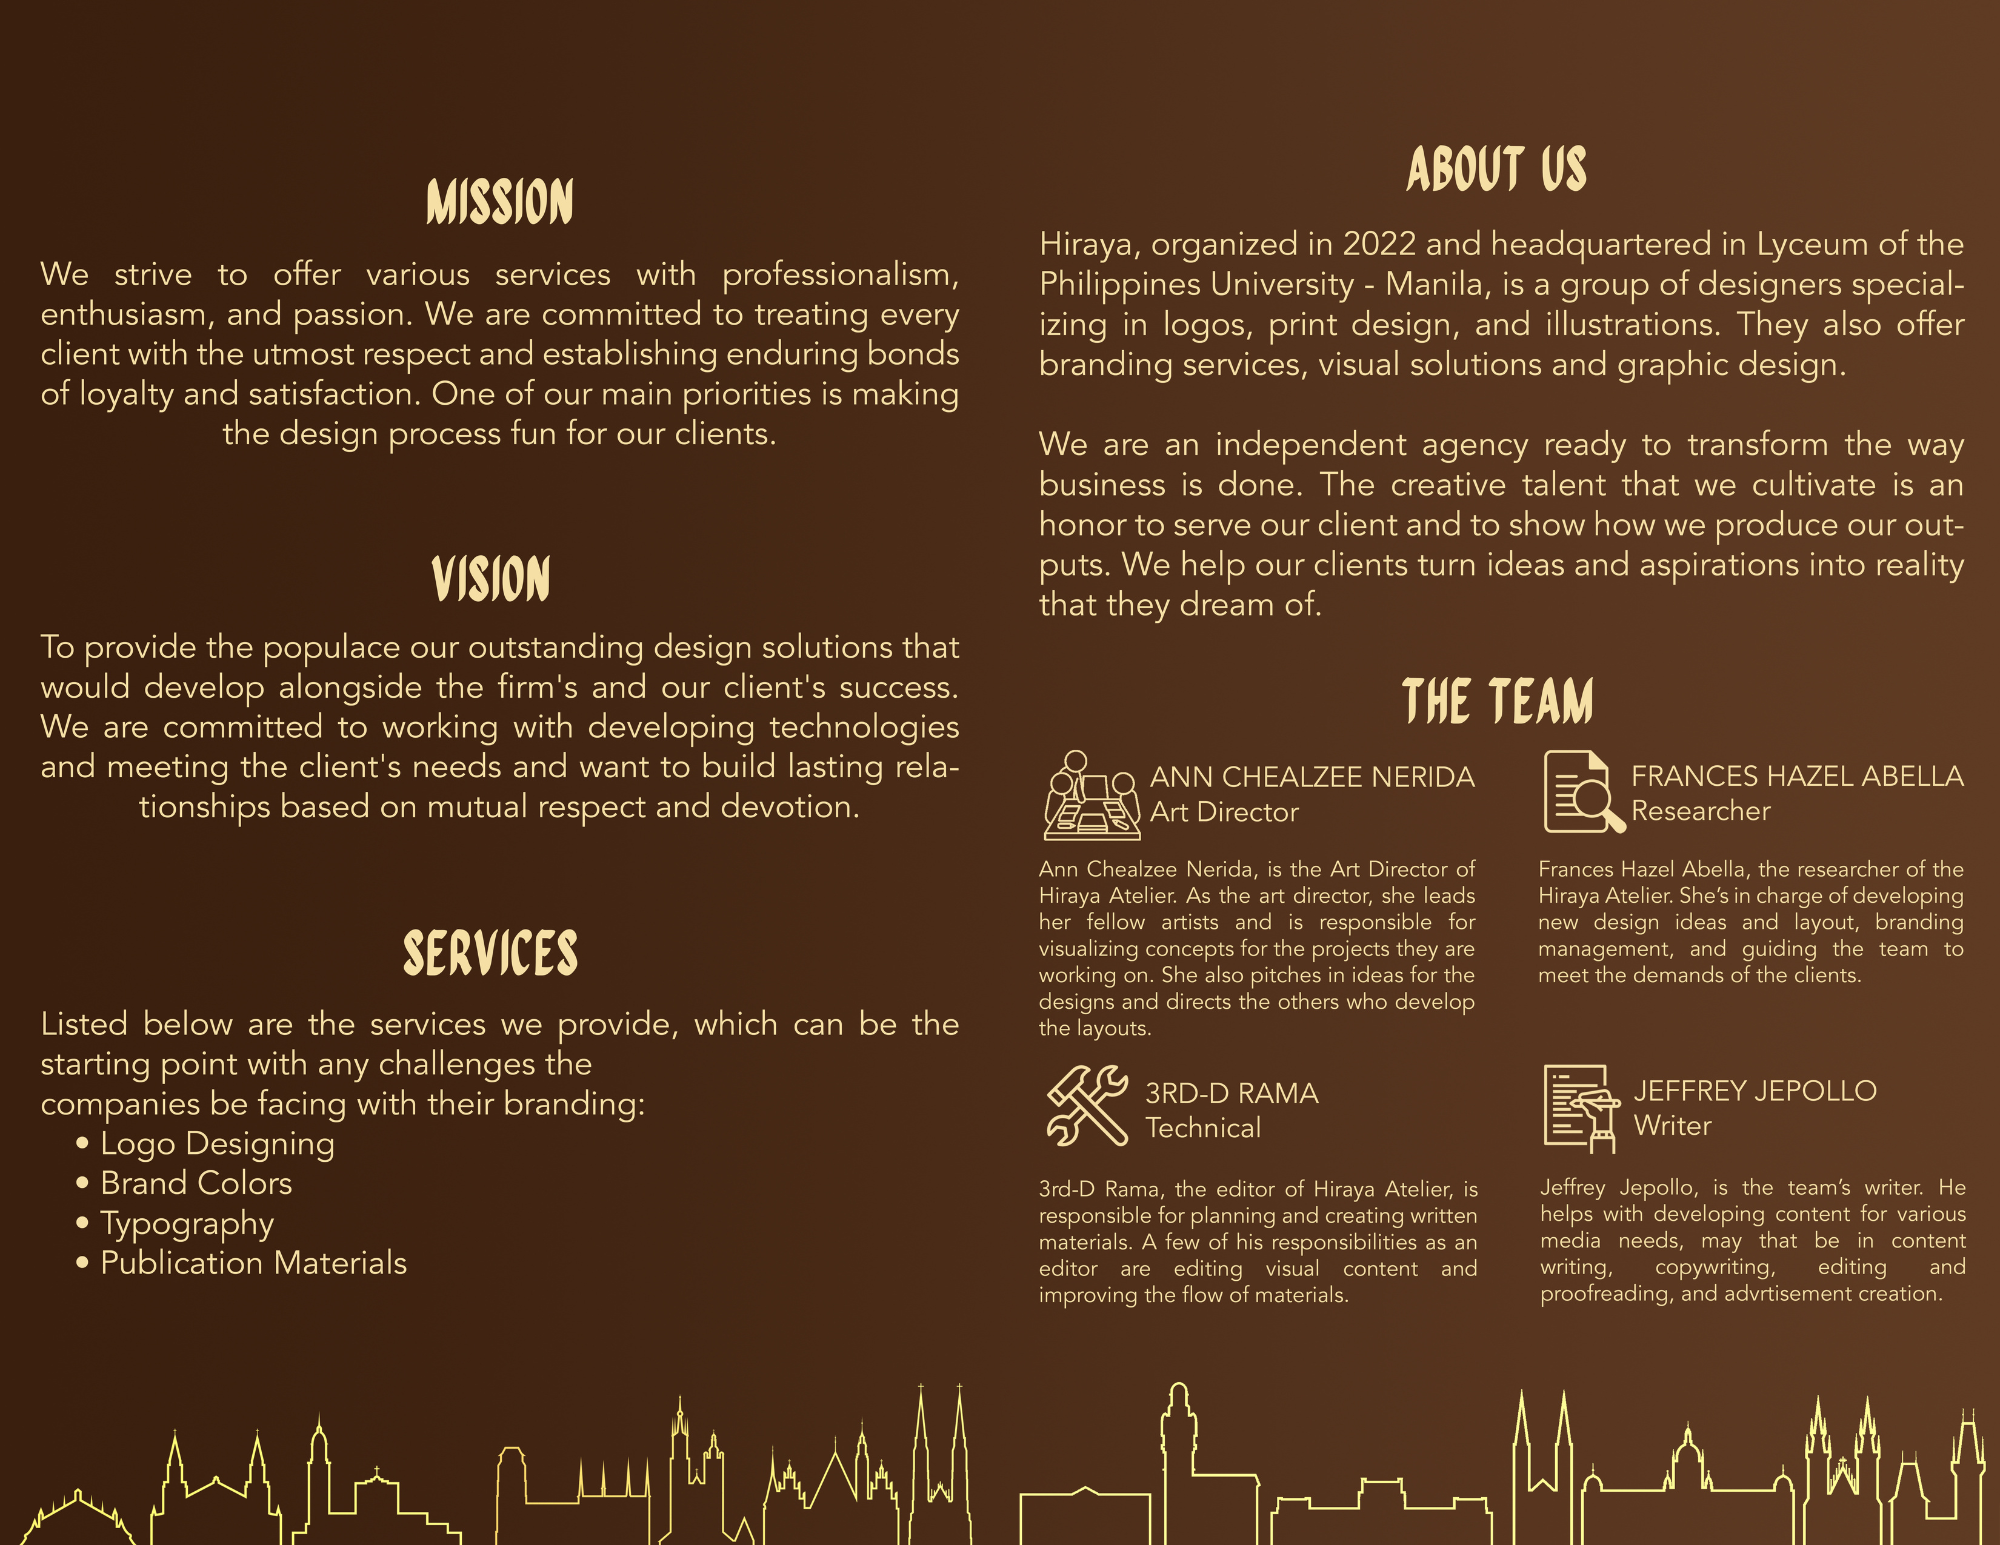 MISSION
We strive to offer various services with professionalism,
enthusiasm, and passion. We are committed to treating every
client with the utmost respect and establishing enduring bonds
of loyalty and satisfaction. One of our main priorities is making
the design process fun for our clients.
VISION
To provide the populace our outstanding design solutions that
would develop alongside the firm's and our client's success.
We are committed to working with developing technologies
and meeting the client's needs and want to build lasting rela-
tionships based on mutual respect and devotion.
SERVICES
Listed below are the services we provide, which can be the
starting point with any challenges the
companies be facing with their branding:
• Logo Designing
• Brand Colors
• Typography
• Publication Materials
ABOUT US
Hiraya, organized in 2022 and headquartered in Lyceum of the
Philippines University - Manila, is a group of designers special-
izing in logos, print design, and illustrations. They also offer
branding services, visual solutions and graphic design.
We are an independent agency ready to transform the way
business is done. The creative talent that we cultivate is an
honor to serve our client and to show how we produce our out-
puts. We help our clients turn ideas and aspirations into reality
that they dream of.
THE TEAM
ANN CHEALZEE NERIDA
Art Director
Ann Chealzee Nerida, is the Art Director of
Hiraya Atelier. As the art director, she leads
her fellow artists and is responsible for
visualizing concepts for the projects they are
working on. She also pitches in ideas for the
designs and directs the others who develop
the layouts.
FRANCES HAZEL ABELLA
Researcher
Frances Hazel Abella, the researcher of the
Hiraya Atelier. She’s in charge of developing
new design ideas and layout, branding
management, and guiding the team to
meet the demands of the clients.
3RD-D RAMA
Technical
3rd-D Rama, the editor of Hiraya Atelier, is
responsible for planning and creating written
materials. A few of his responsibilities as an
editor are editing visual content and
improving the flow of materials.
JEFFREY JEPOLLO
Writer
Jeffrey Jepollo, is the team’s writer. He
helps with developing content for various
media needs, may that be in content
writing, copywriting, editing and
proofreading, and advrtisement creation.